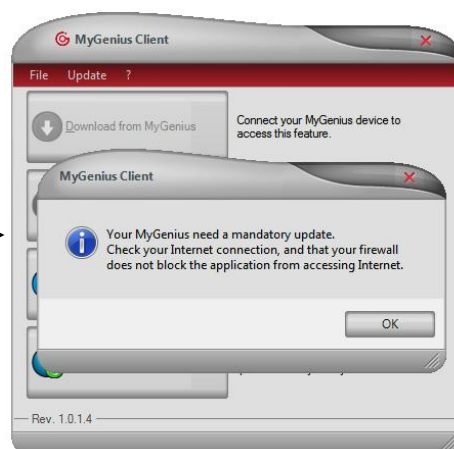 MyGenius Client
File Update ?
Download from MyGenius
Connect your MyGenius device to
access this feature.
MyGenius Client
Your MyGenius need a mandatory update.
Check your Internet connection, and that your firewall
does not block the application from accessing Internet.
OK
Rev. 1.0.1.4